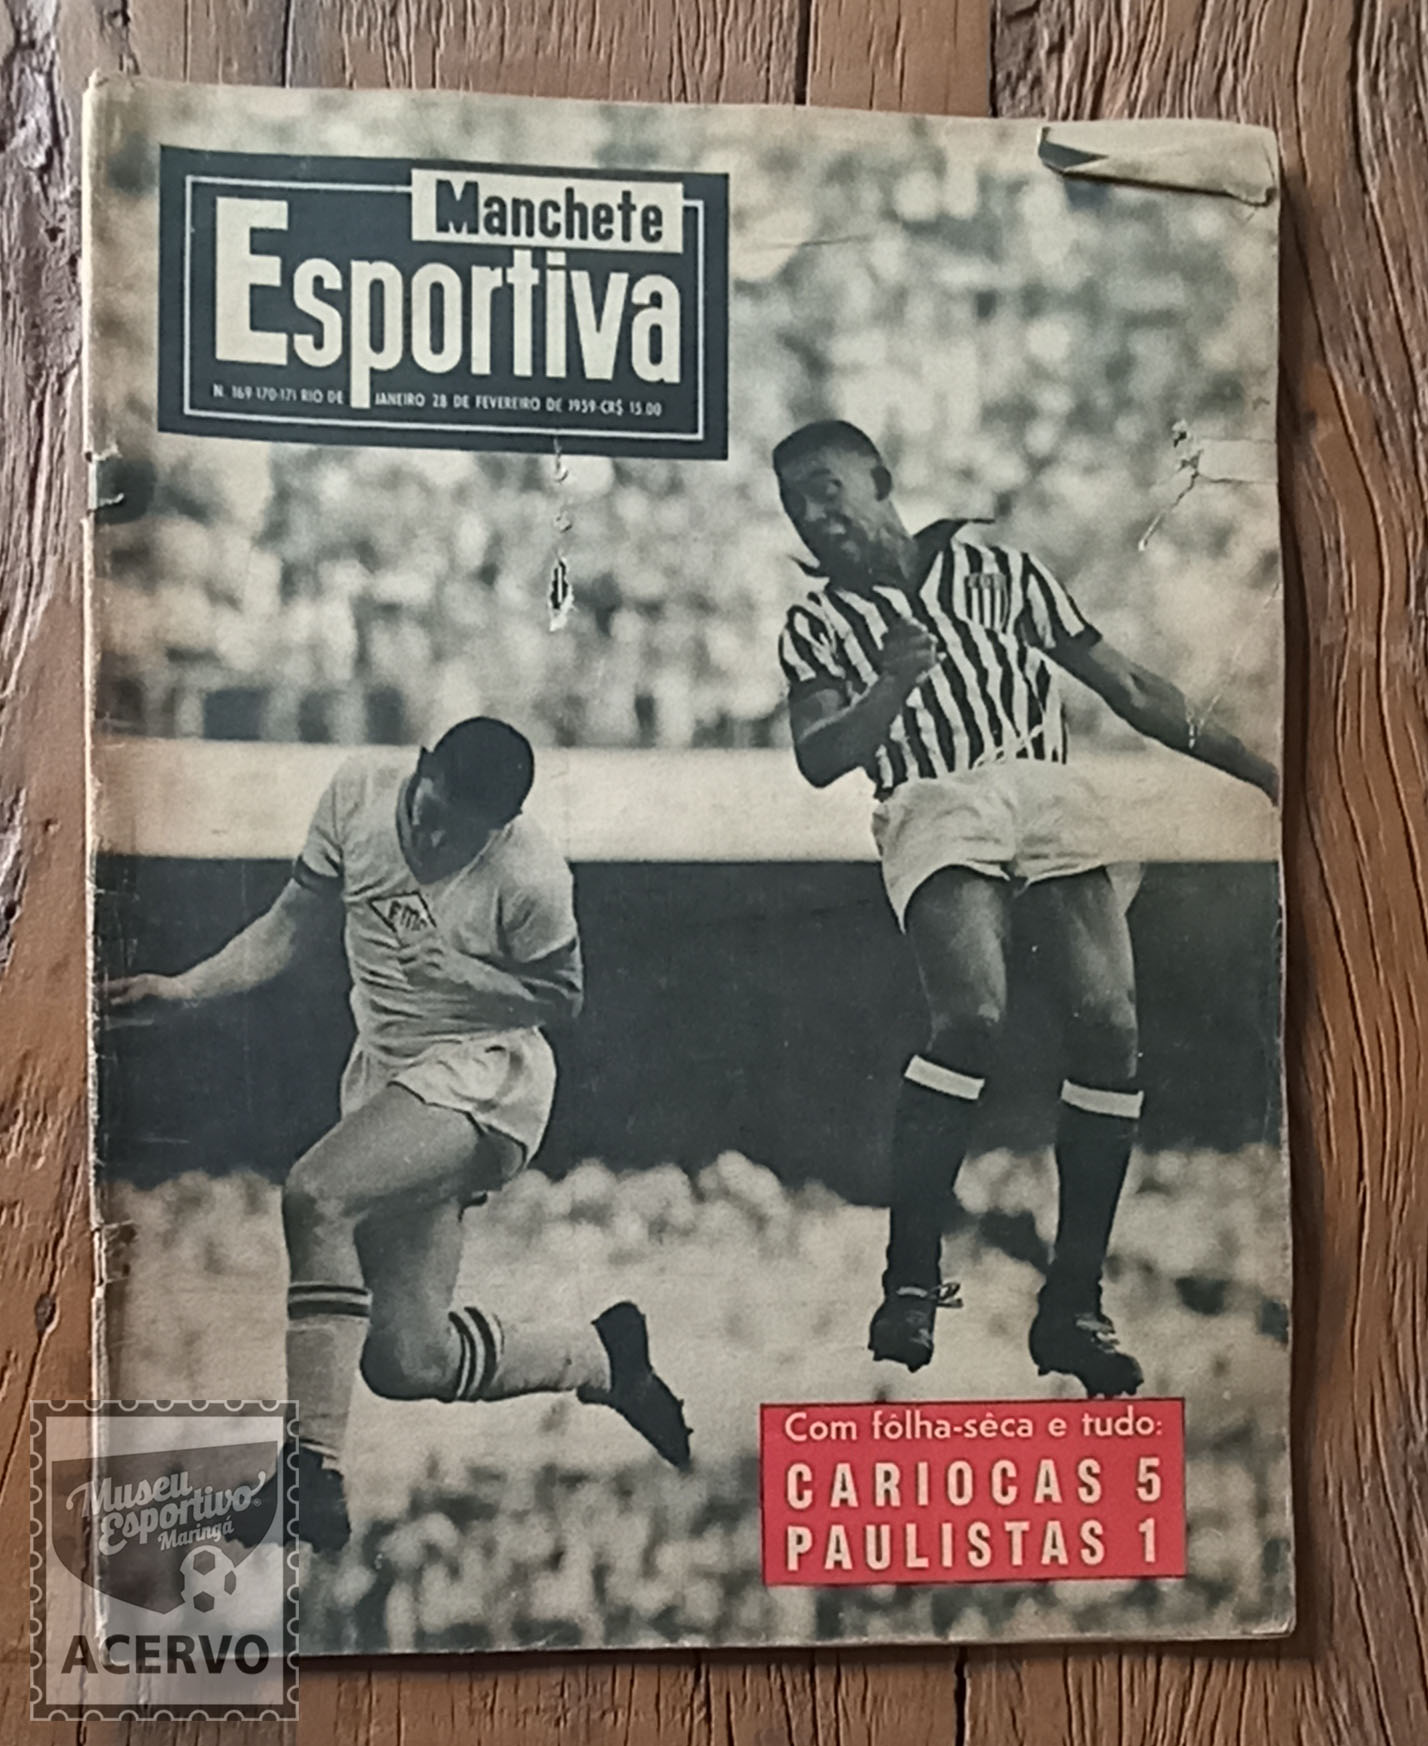 Manchete
Esportiva
N. 169-170-171 RIO DE JANEIRO 28 DE FEVEREIRO DE 1959-CR$ 15.00
Com fôlha-sêca e tudo:
CARIOCAS 5
PAULISTAS 1
Museu
Esportivo
Maringá
ACERVO